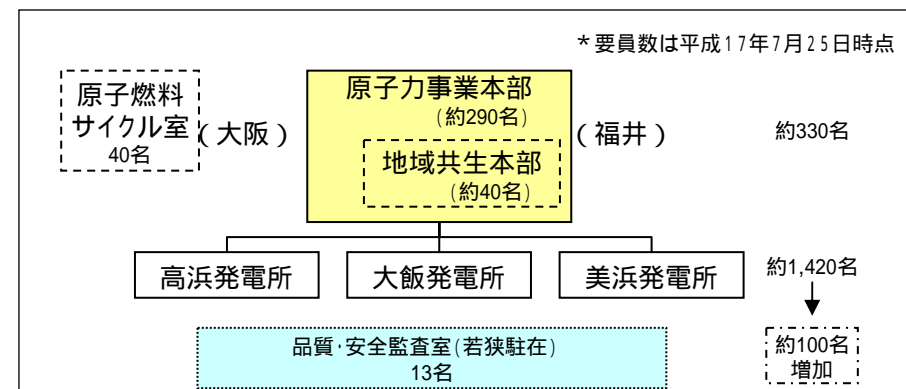 *要員数は平成17年7月25日時点
原子燃料
サイクル室
40名
(大阪)
原子力事業本部
(約290名)
地域共生本部
(約40名)
(福井)
約330名
高浜発電所
大飯発電所
美浜発電所
約1,420名
約100名
増加
品質・安全監査室(若狭駐在)
13名